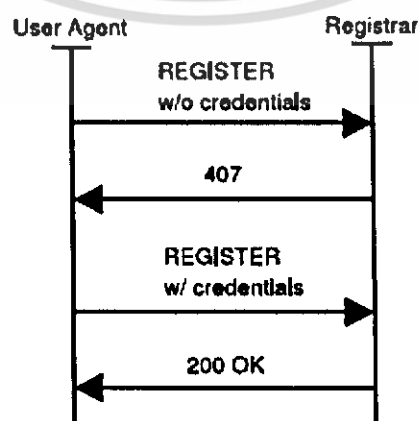 User Agent
Registrar
REGISTER
w/o credentials
407
REGISTER
w/ credentials
200 OK